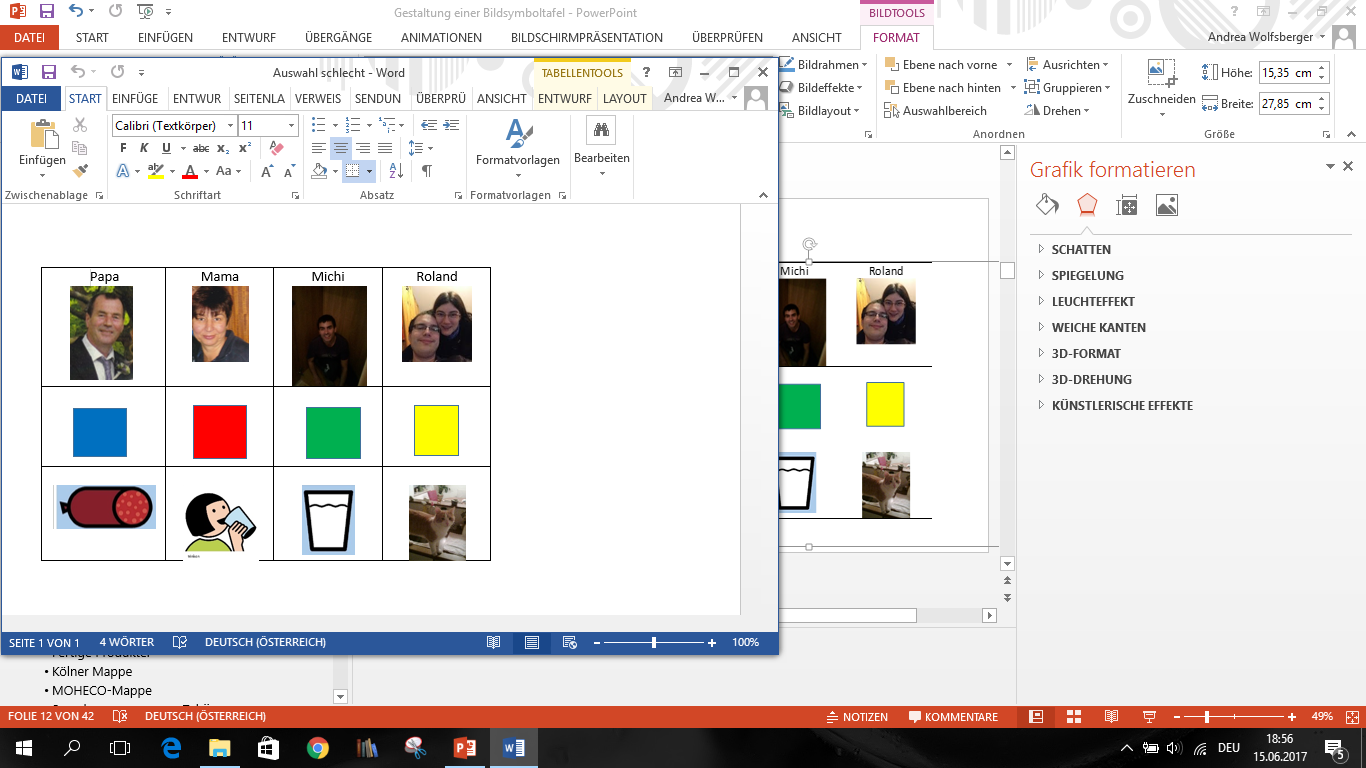 Gestaltung einer Bildsymboltafel - PowerPoint
BILDTOOLS
DATEI START EINFÜGEN ENTWURF ÜBERGÄNGE ANIMATIONEN BILDSCHIRMPRÄSENTATION ÜBERPRÜFEN ANSICHT FORMAT
Andrea Wolfsberger
Bildrahmen
Bildeffekte
Bildlayout
Ebene nach vorne
Ebene nach hinten
Auswahlbereich
Ausrichten
Gruppieren
Drehen
Anordnen
Zuschneiden
Höhe: 15,35 cm
Breite: 27,85 cm
Größe
Auswahl schlecht - Word
TABELLENTOOLS
DATEI START EINFÜGE ENTWUR SEITENLA VERWEIS SENDUN ÜBERPRÜ ANSICHT ENTWURF LAYOUT
Andrea W...
Einfügen
Zwischenablage
Calibri (Textkörper) 11
F K U abc x₂ x²
A aby A Aa A A
Schriftart
Absatz
Formatvorlagen
Formatvorlagen
Bearbeiten
Papa Mama Michi Roland
SEITE 1 VON 1 4 WÖRTER DEUTSCH (ÖSTERREICH) 100%
Michi Roland
Grafik formatieren
SCHATTEN
SPIEGELUNG
LEUCHTEFFEKT
WEICHE KANTEN
3D-FORMAT
3D-DREHUNG
KÜNSTLERISCHE EFFEKTE
• Kölner Mappe
• MOHECO-Mappe
FOLIE 12 VON 42 DEUTSCH (ÖSTERREICH) NOTIZEN KOMMENTARE 49%
DEU
18:56
15.06.2017
5